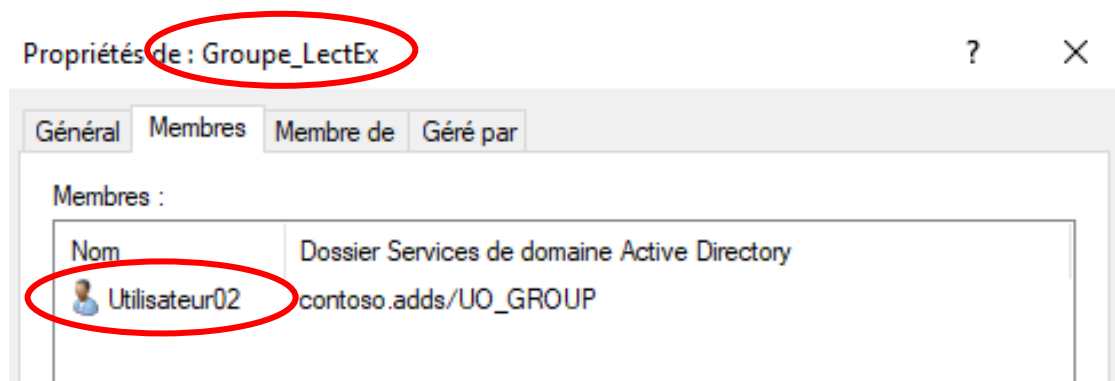 Propriétés de : Groupe_LectEx ? ×
Général Membres Membre de Géré par
Membres :
Nom Dossier Services de domaine Active Directory
Utilisateur02 contoso.adds/UO_GROUP